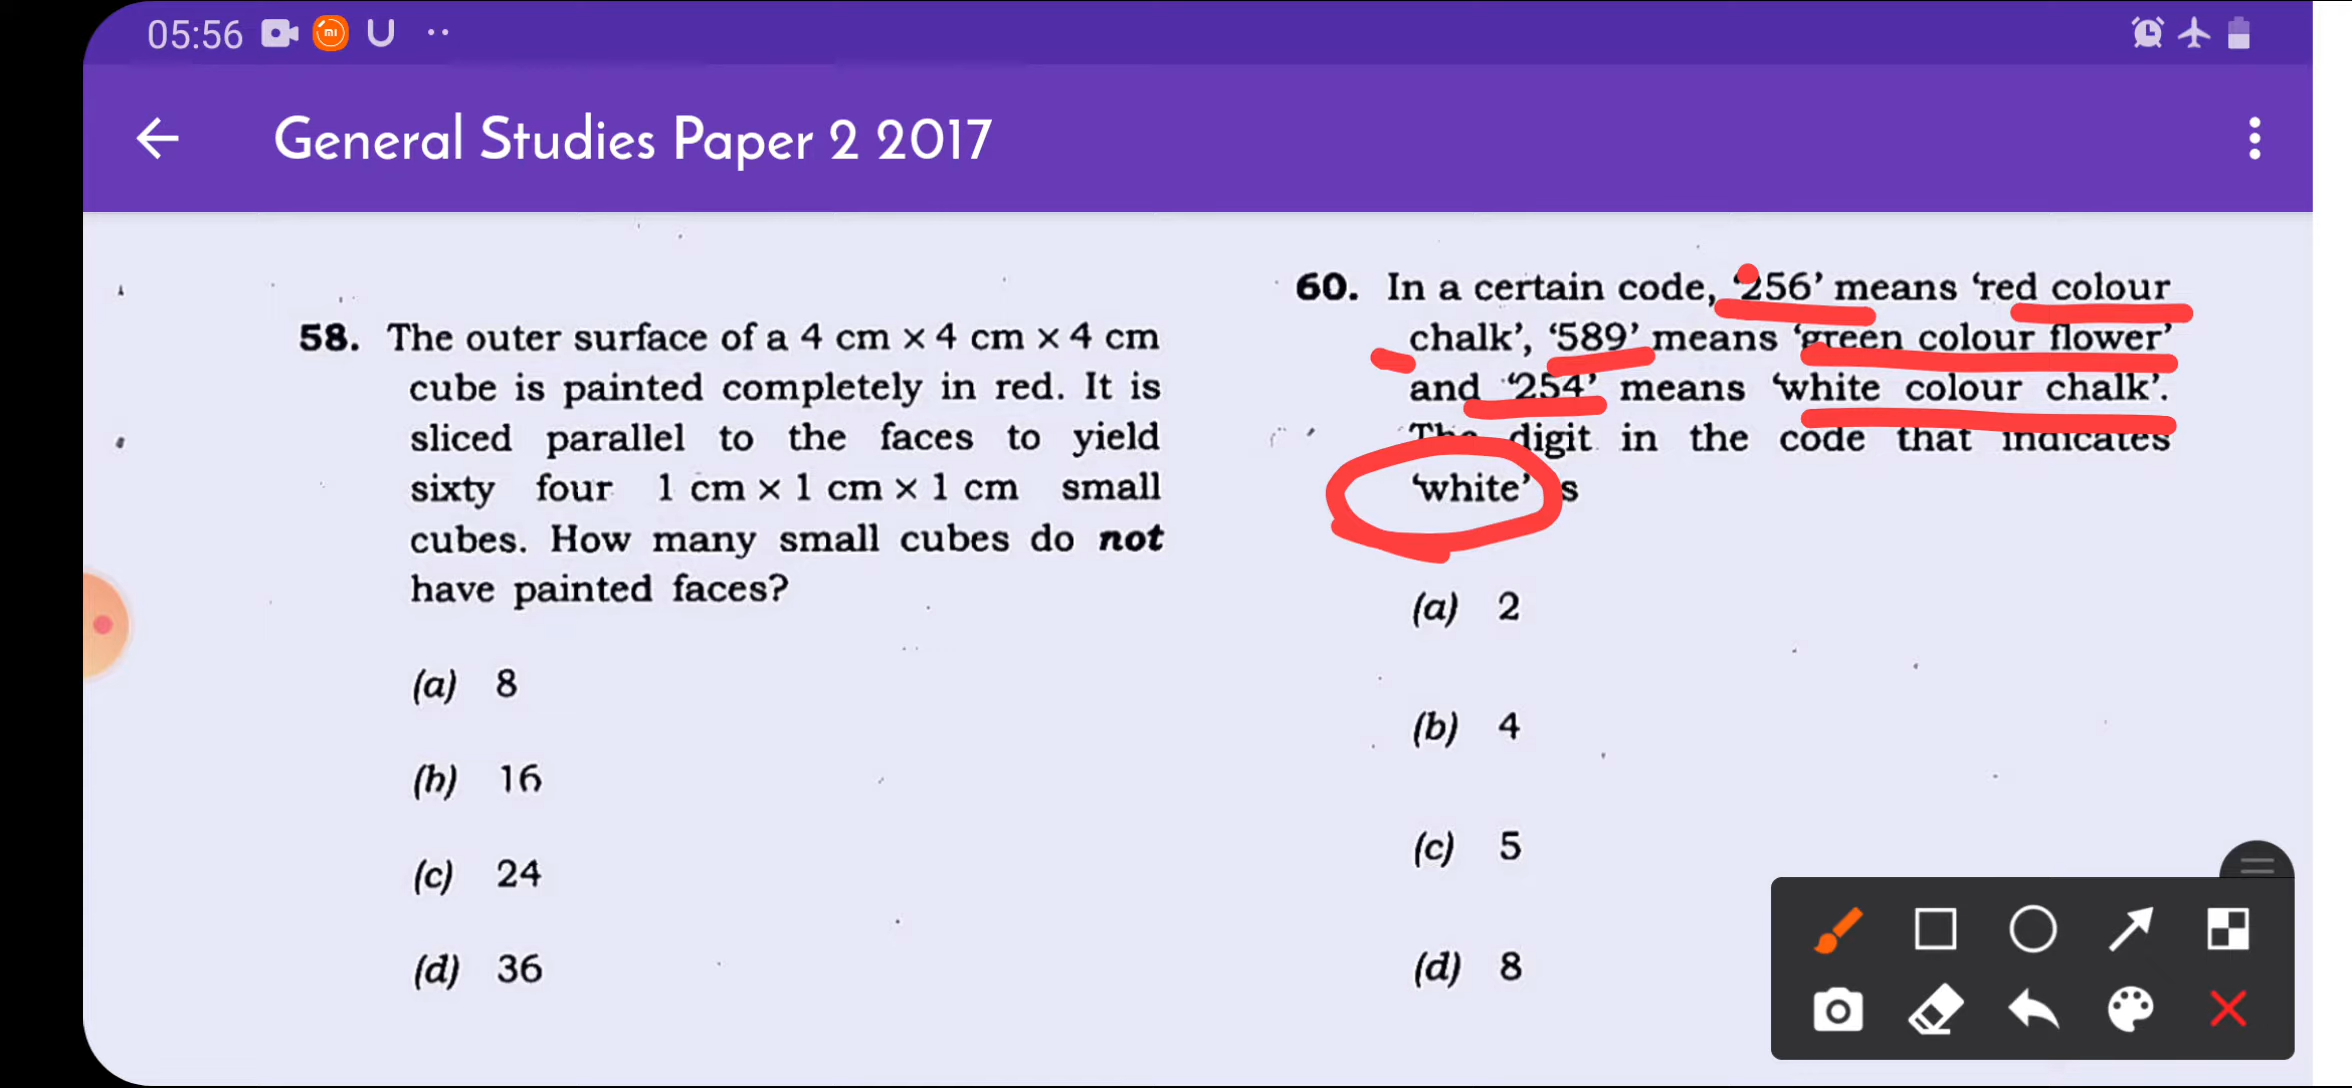 05:56
General Studies Paper 2 2017
58. The outer surface of a 4 cm × 4 cm × 4 cm
cube is painted completely in red. It is
sliced parallel to the faces to yield
sixty four 1 cm × 1 cm × 1 cm small
cubes. How many small cubes do not
have painted faces?
(a) 8
(b) 16
(c) 24
(d) 36
60. In a certain code, ‘256’ means ‘red colour
chalk’, ‘589’ means ‘green colour flower’
and ‘254’ means ‘white colour chalk’.
The digit in the code that indicates
‘white’ is
(a) 2
(b) 4
(c) 5
(d) 8